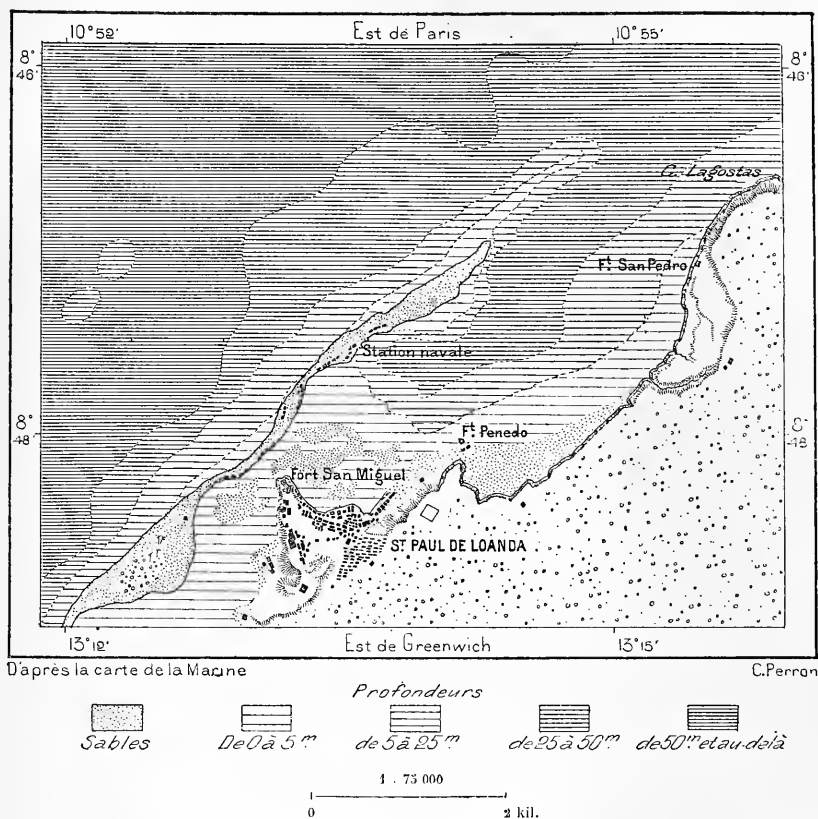 10°52' Est de Paris 10°55'
8° 46' 8° 46'
C. Lagostas
Ft. San Pedro
Station navale
8° 48' 8° 48
Ft. Penedo
Fort San Miguel
St. PAUL DE LOANDA
13°12' Est de Greenwich 13°15'
D'après la carte de la Marine C. Perron
Profondeurs
Sables De 0 à 5m de 5 à 25m de 25 à 50m de 50m et au-delà
1 : 75 000
0 2 kil.